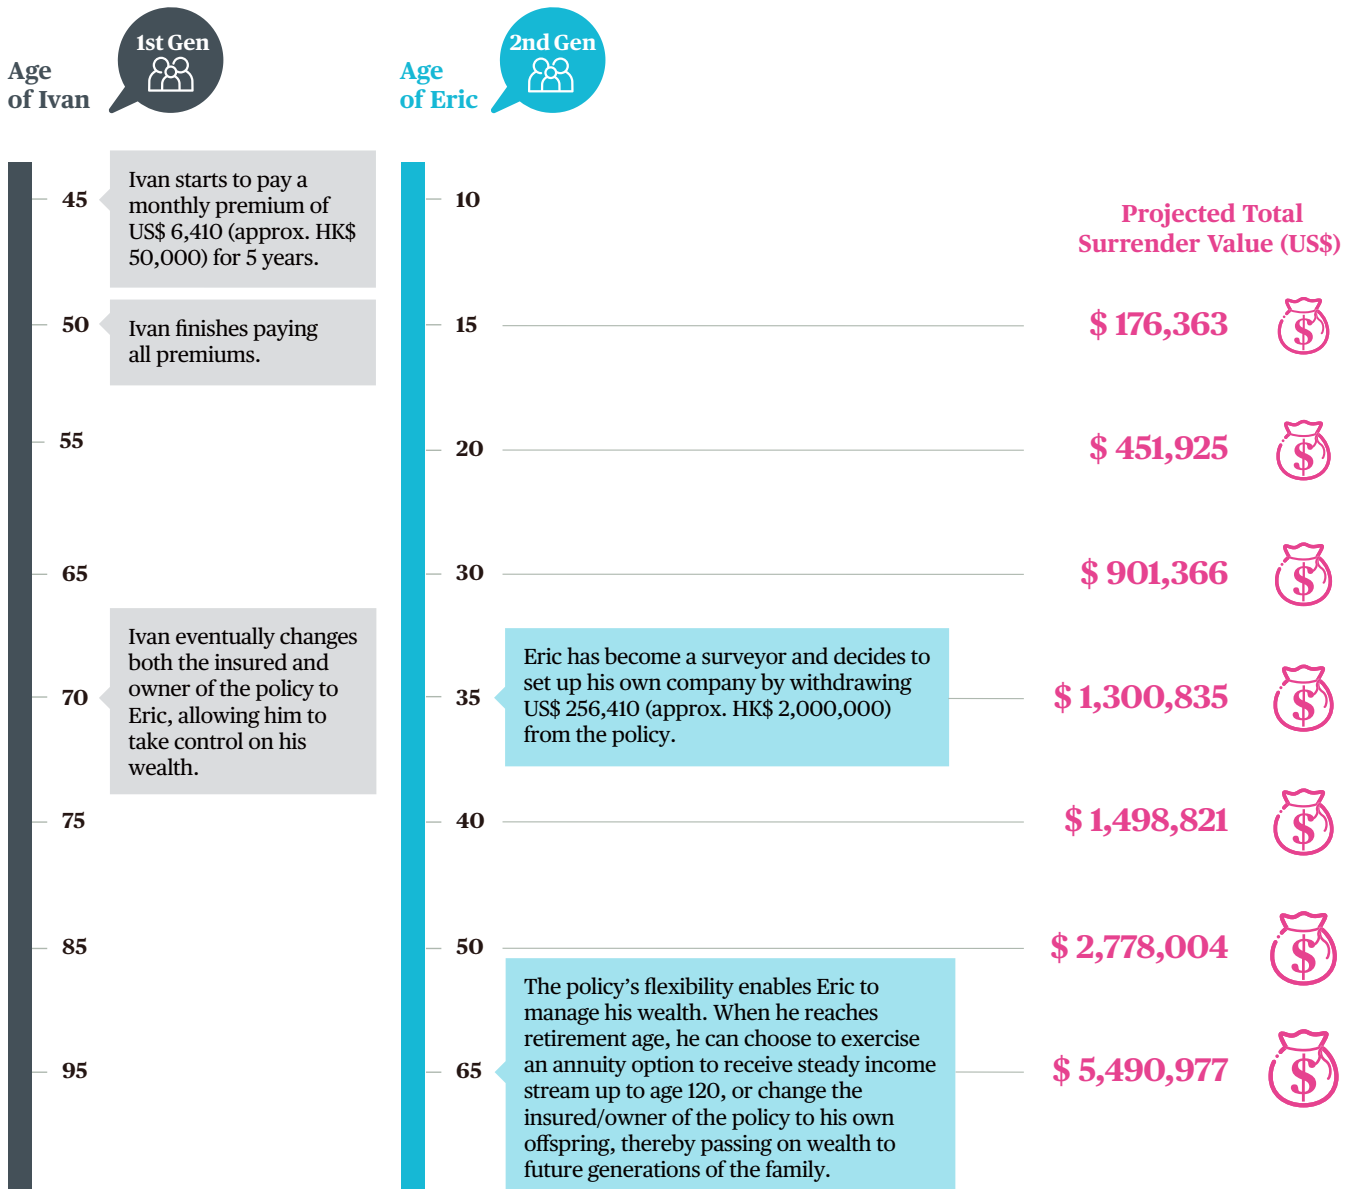 1st Gen
Age
of Ivan
2nd Gen
Age
of Eric
45
Ivan starts to pay a
monthly premium of
US$ 6,410 (approx. HK$
50,000) for 5 years.
10
Projected Total
Surrender Value (US$)
50
Ivan finishes paying
all premiums.
15
$ 176,363
$
55
20
$ 451,925
$
65
30
$ 901,366
$
70
Ivan eventually changes
both the insured and
owner of the policy to
Eric, allowing him to
take control on his
wealth.
35
Eric has become a surveyor and decides to
set up his own company by withdrawing
US$ 256,410 (approx. HK$ 2,000,000)
from the policy.
$ 1,300,835
$
75
40
$ 1,498,821
$
85
50
$ 2,778,004
$
95
65
The policy’s flexibility enables Eric to
manage his wealth. When he reaches
retirement age, he can choose to exercise
an annuity option to receive steady income
stream up to age 120, or change the
insured/owner of the policy to his own
offspring, thereby passing on wealth to
future generations of the family.
$ 5,490,977
$